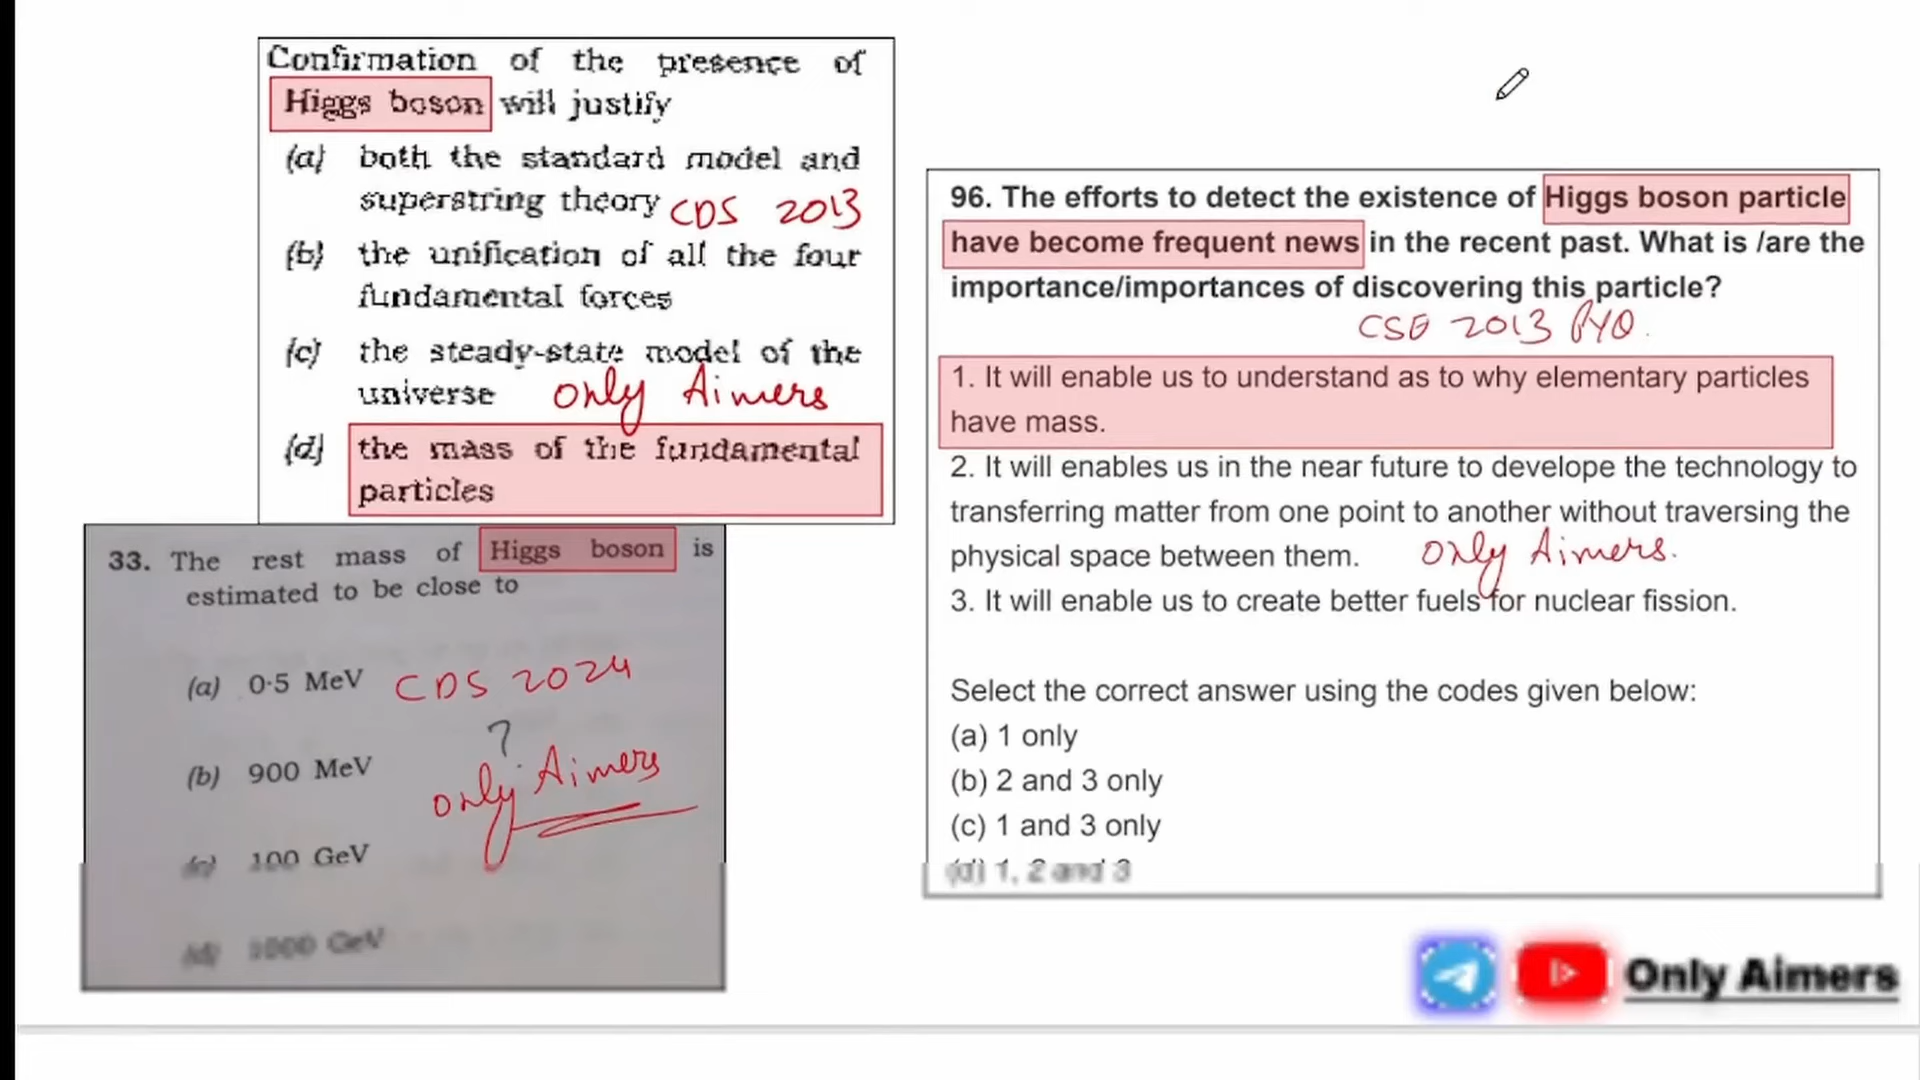 Confirmation of the presence of
Higgs boson will justify
(a) both the standard model and
superstring theory CDS 2013
(b) the unification of all the four
fundamental forces
(c) the steady-state model of the
universe only Aimers
(d) the mass of the fundamental
particles
33. The rest mass of Higgs boson is
estimated to be close to
(a) 0·5 MeV CDS 2024
?
(b) 900 MeV only Aimers
(c) 100 GeV
(d) 1000 GeV
96. The efforts to detect the existence of Higgs boson particle
have become frequent news in the recent past. What is /are the
importance/importances of discovering this particle?
CSE 2013 PYQ.
1. It will enable us to understand as to why elementary particles
have mass.
2. It will enables us in the near future to develope the technology to
transferring matter from one point to another without traversing the
physical space between them. only Aimers.
3. It will enable us to create better fuels for nuclear fission.
Select the correct answer using the codes given below:
(a) 1 only
(b) 2 and 3 only
(c) 1 and 3 only
(d) 1, 2 and 3
Only Aimers